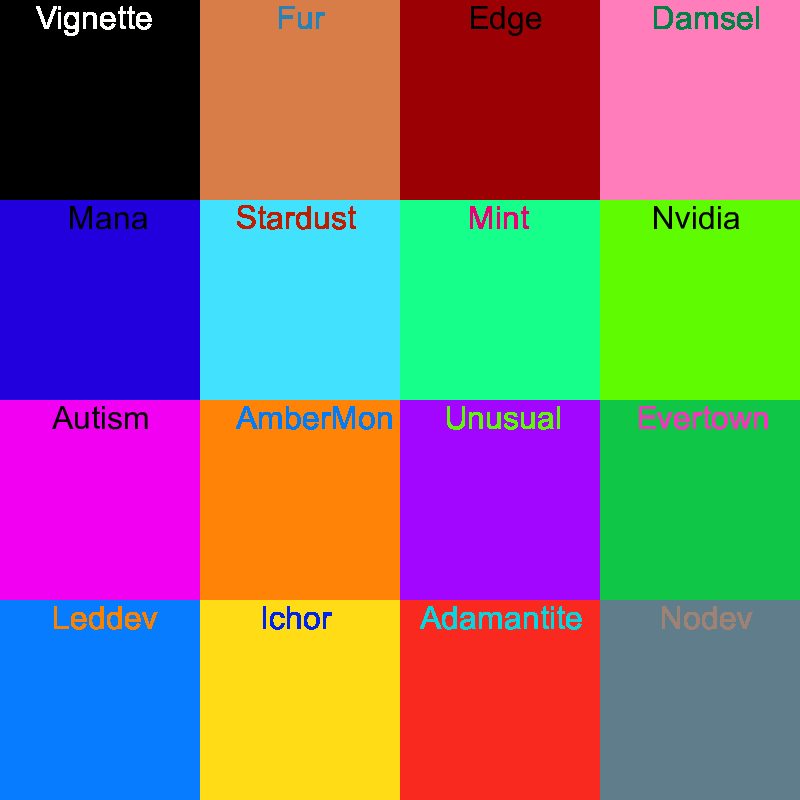 Vignette
Fur
Edge
Damsel
Mana
Stardust
Mint
Nvidia
Autism
AmberMon
Unusual
Evertown
Leddev
Ichor
Adamantite
Nodev